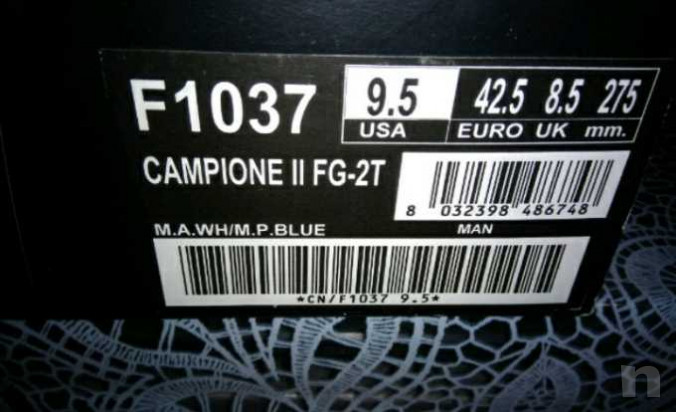 F1037 9.5 42.5 8.5 275
USA EURO UK mm.
CAMPIONE II FG-2T
8 032398 486748
M.A.WH/M.P.BLUE MAN
*CN/F1037 9.5*
n